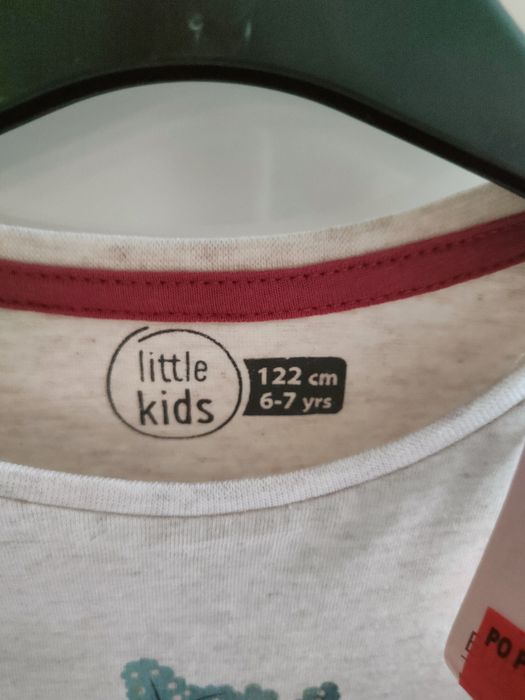 little
kids
122 cm
6-7 yrs
PO